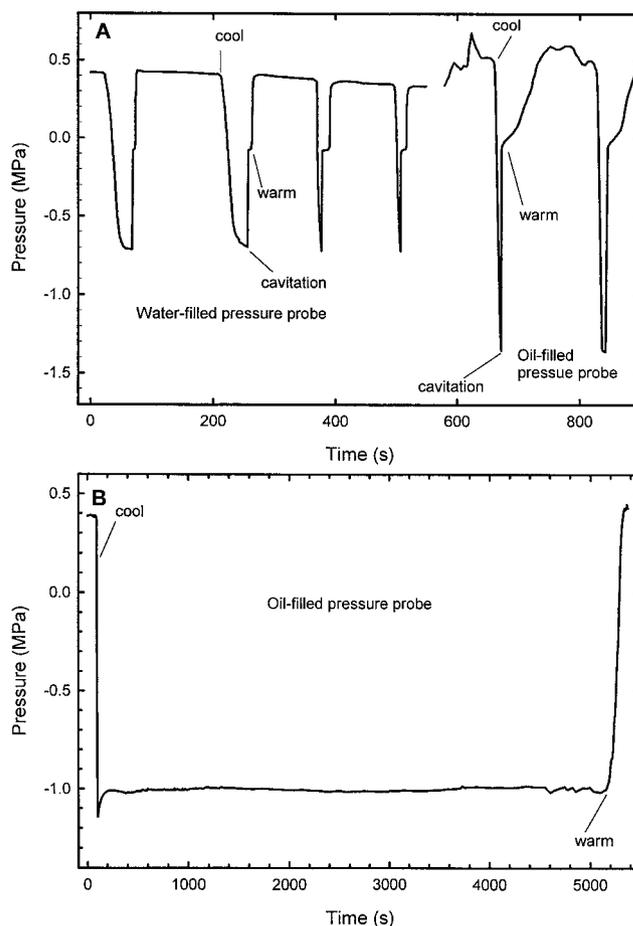 A
cool
cool
0.5
0.0
-0.5
-1.0
-1.5
Pressure (MPa)
warm
warm
cavitation
Water-filled pressure probe
Oil-filled
pressue probe
cavitation
0 200 400 600 800
Time (s)
B
cool
0.5
0.0
-0.5
-1.0
Pressure (MPa)
Oil-filled pressure probe
warm
0 1000 2000 3000 4000 5000
Time (s)